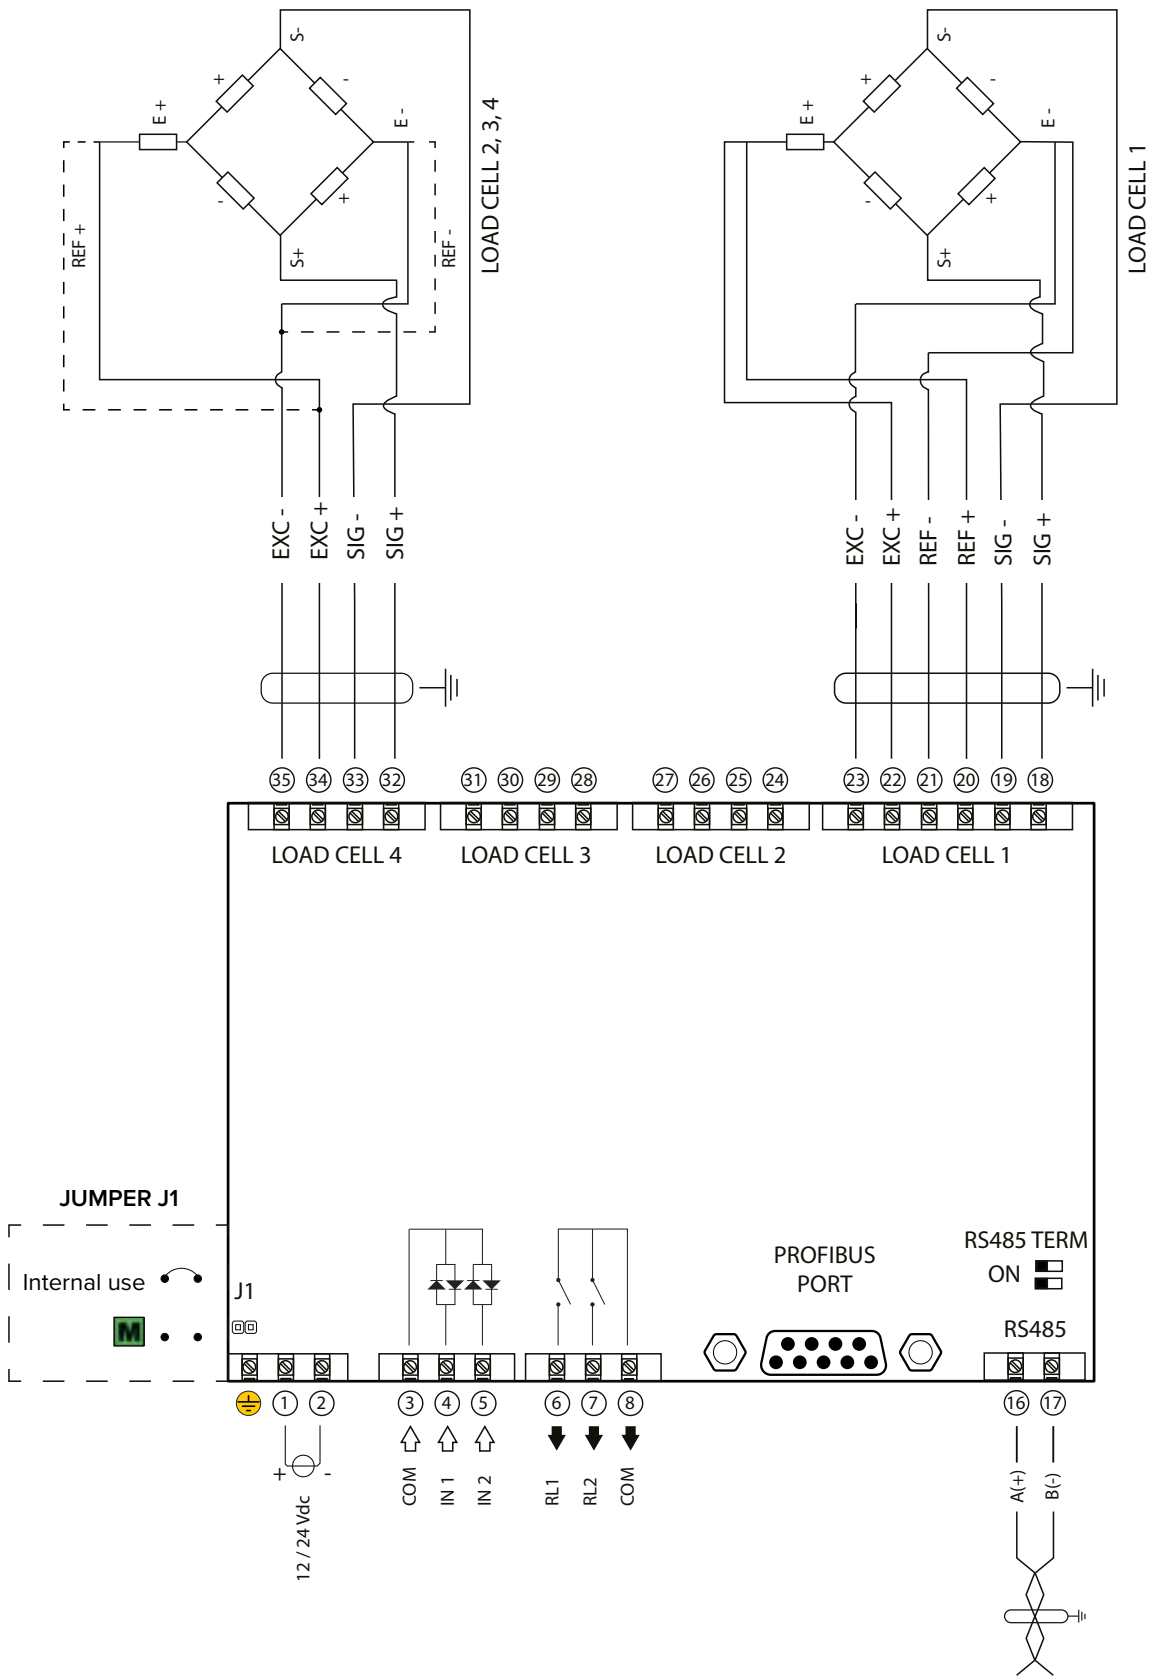 S-
+
-
E +
E -
-
+
S+
REF +
REF -
LOAD CELL 2, 3, 4
S-
+
-
E +
E -
-
+
S+
LOAD CELL 1
EXC -
EXC +
SIG -
SIG +
EXC -
EXC +
REF -
REF +
SIG -
SIG +
35 34 33 32 31 30 29 28 27 26 25 24 23 22 21 20 19 18
LOAD CELL 4 LOAD CELL 3 LOAD CELL 2 LOAD CELL 1
JUMPER J1
Internal use
M
J1
PROFIBUS
PORT
RS485 TERM
ON
RS485
1 2 3 4 5 6 7 8 16 17
+ -
12 / 24 Vdc
COM
IN 1
IN 2
RL1
RL2
COM
A(+)
B(-)